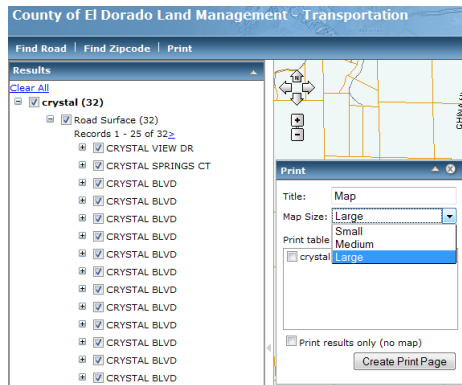 County of El Dorado Land Management - Transportation
Find Road | Find Zipcode | Print
Results
Clear All
crystal (32)
Road Surface (32)
Records 1 - 25 of 32>
CRYSTAL VIEW DR
CRYSTAL SPRINGS CT
CRYSTAL BLVD
CRYSTAL BLVD
CRYSTAL BLVD
CRYSTAL BLVD
CRYSTAL BLVD
CRYSTAL BLVD
CRYSTAL BLVD
CRYSTAL BLVD
CRYSTAL BLVD
CRYSTAL BLVD
CRYSTAL BLVD
N
Print
Title: Map
Map Size: Large
Small
Medium
Large
Print table
crystal
Print results only (no map)
Create Print Page